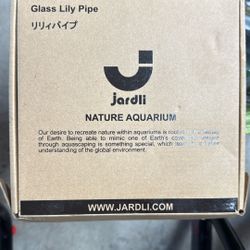 Glass Lily Pipe
リリィパイプ
jardli
NATURE AQUARIUM
Our desire to recreate nature within aquariums is
of Earth. Being able to mimic one of Earth's
through aquascaping is something special,
understanding of the global environment.
WWW.JARDLI.COM